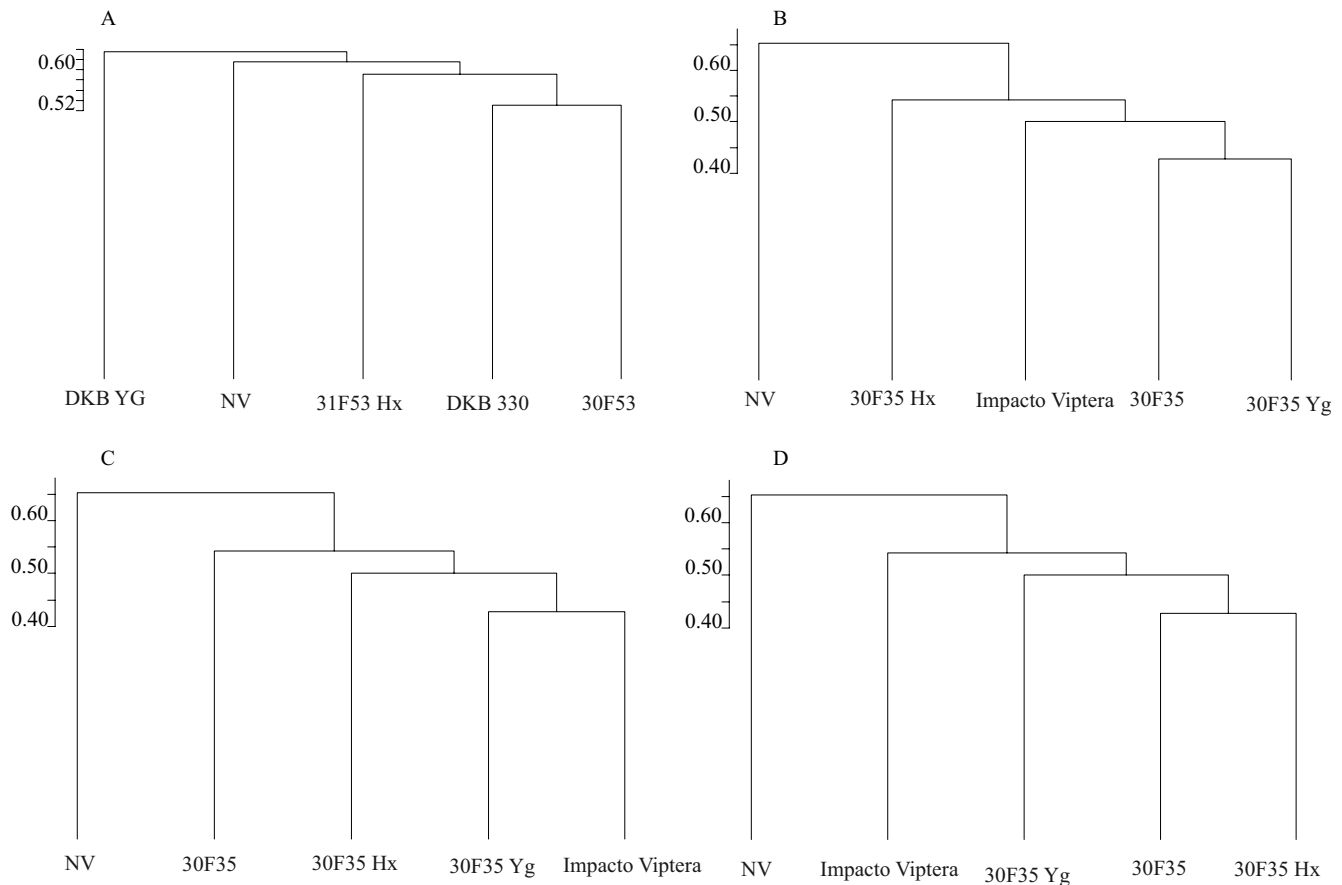 A
0.60
0.52
DKB YG
NV
31F53 Hx
DKB 330
30F53
B
0.60
0.50
0.40
NV
30F35 Hx
Impacto Viptera
30F35
30F35 Yg
C
0.60
0.50
0.40
NV
30F35
30F35 Hx
30F35 Yg
Impacto Viptera
D
0.60
0.50
0.40
NV
Impacto Viptera
30F35 Yg
30F35
30F35 Hx